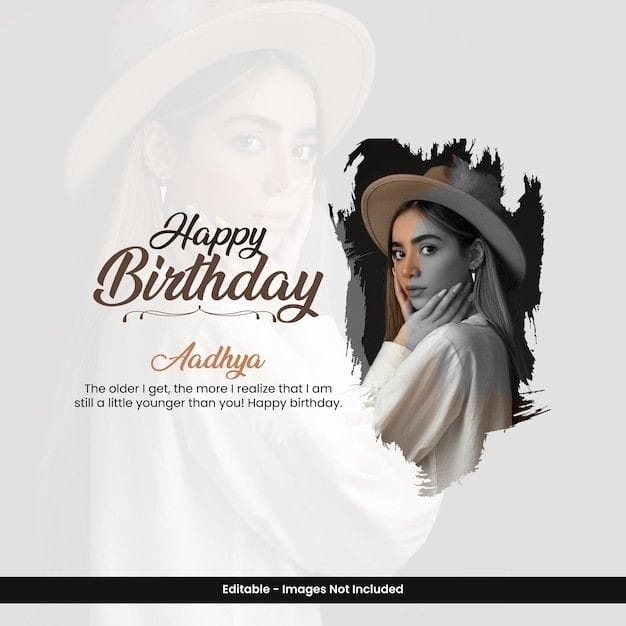 Happy
Birthday
Aadhya
The older I get, the more I realize that I am
still a little younger than you! Happy birthday.
Editable - Images Not Included